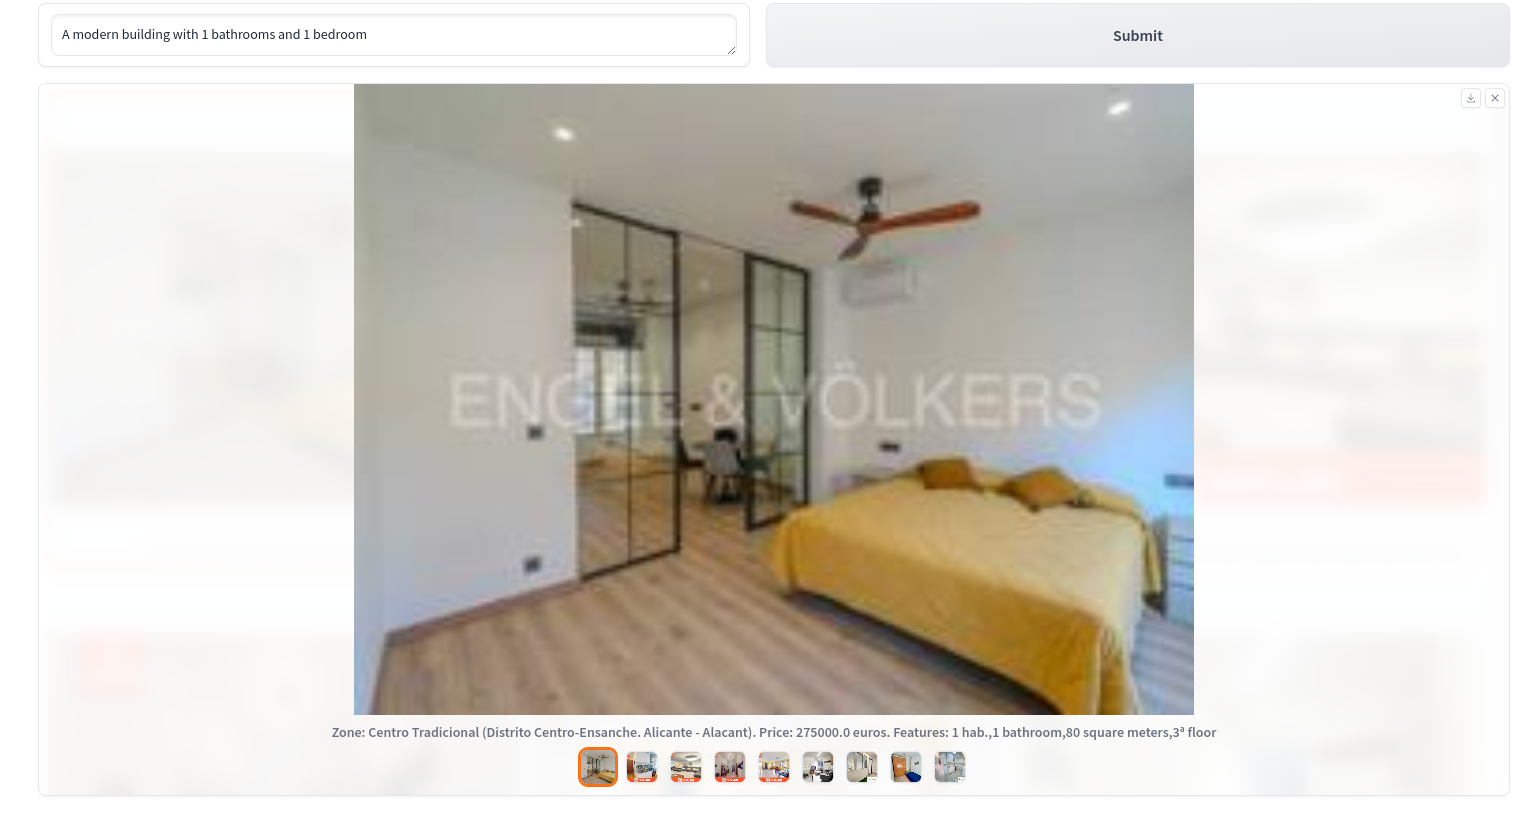 A modern building with 1 bathrooms and 1 bedroom
Submit
ENGEL & VÖLKERS
Zone: Centro Tradicional (Distrito Centro-Ensanche. Alicante - Alacant). Price: 275000.0 euros. Features: 1 hab.,1 bathroom,80 square meters,3ª floor